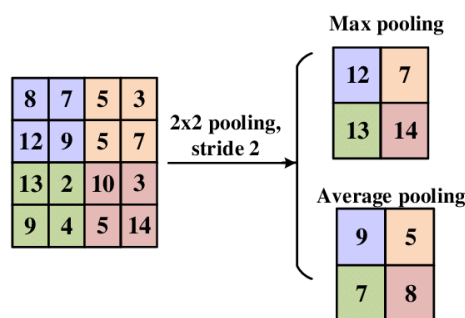 Max pooling
12 7
13 14
8 7 5 3
12 9 5 7
13 2 10 3
9 4 5 14
2x2 pooling,
stride 2
Average pooling
9 5
7 8